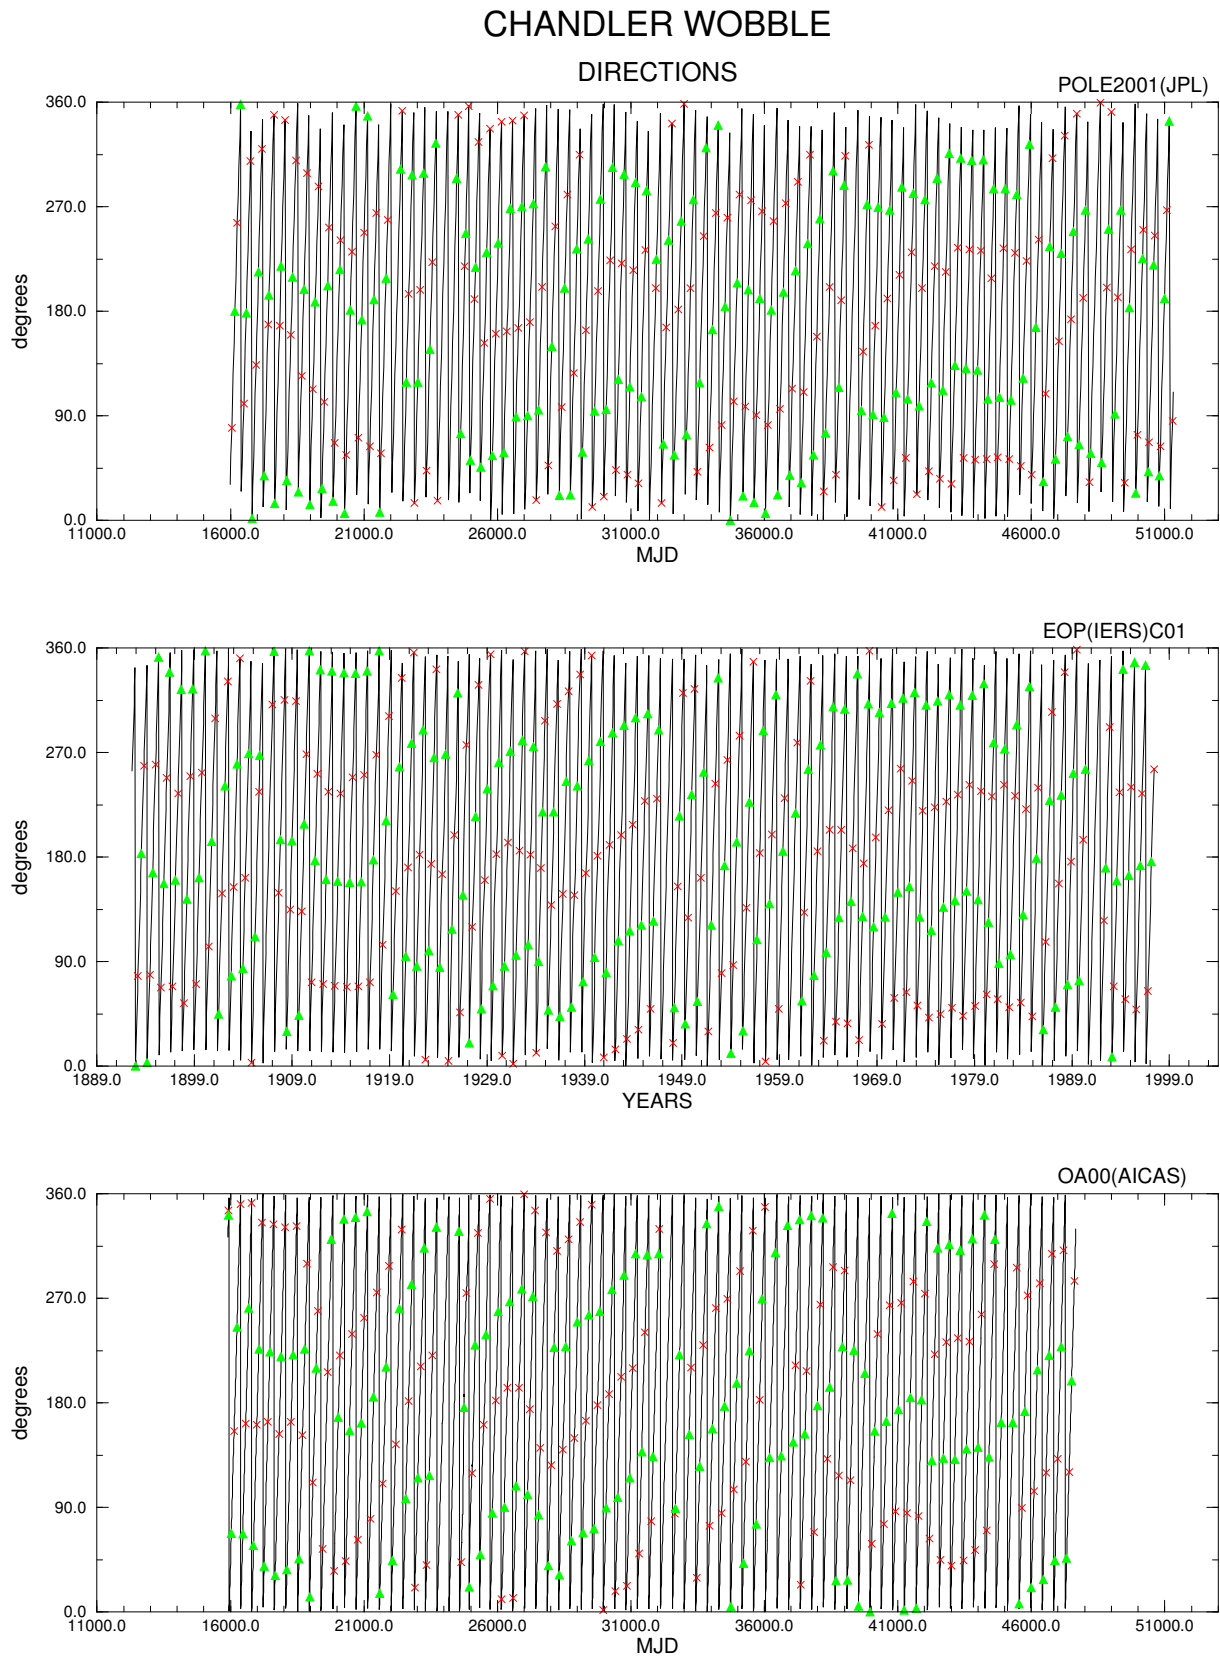 CHANDLER WOBBLE
DIRECTIONS
POLE2001(JPL)
360.0
270.0
180.0
90.0
0.0
degrees
11000.0 16000.0 21000.0 26000.0 31000.0 36000.0 41000.0 46000.0 51000.0
MJD
EOP(IERS)C01
360.0
270.0
180.0
90.0
0.0
degrees
1889.0 1899.0 1909.0 1919.0 1929.0 1939.0 1949.0 1959.0 1969.0 1979.0 1989.0 1999.0
YEARS
OA00(AICAS)
360.0
270.0
180.0
90.0
0.0
degrees
11000.0 16000.0 21000.0 26000.0 31000.0 36000.0 41000.0 46000.0 51000.0
MJD